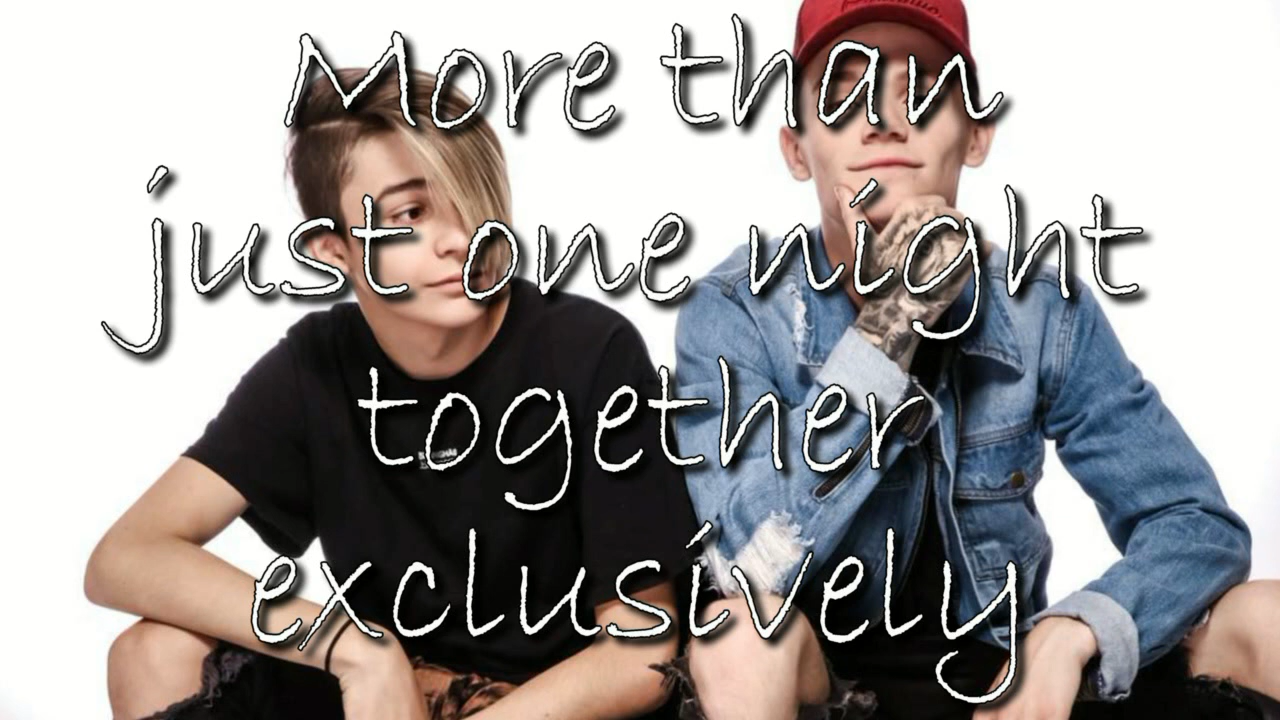 More than
just one night
together
exclusively